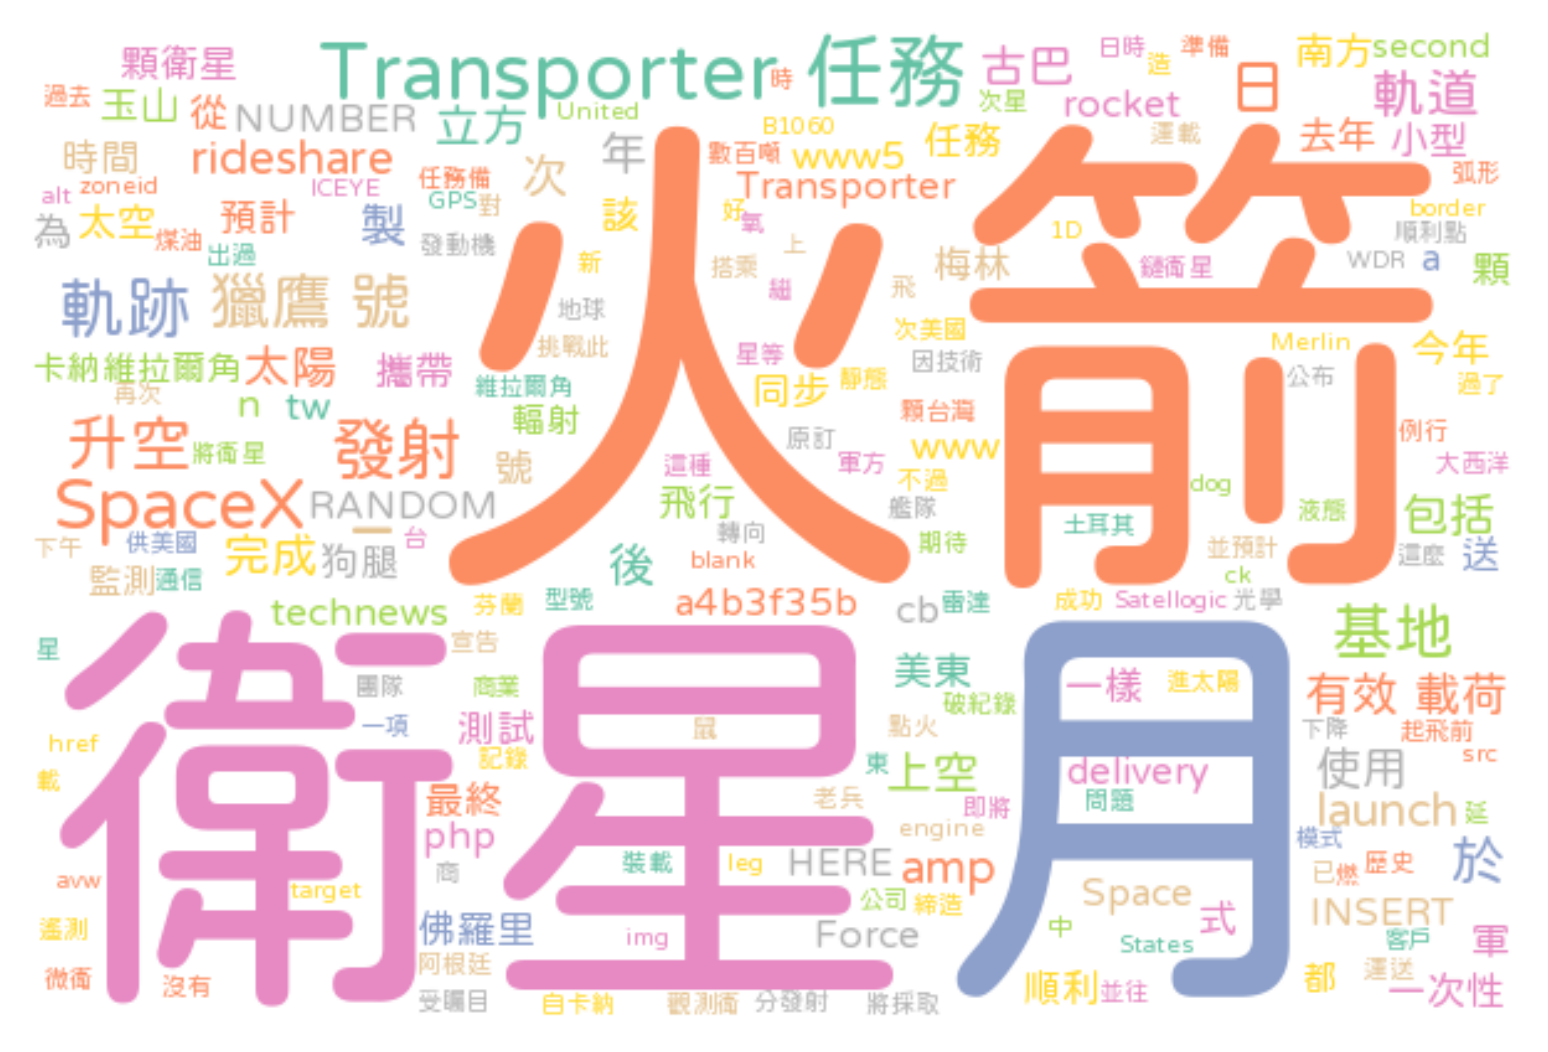 顆衛星
Transporter
時
任務
古巴
日時
準備
造
南方
second
過去
玉山
從
NUMBER
立方
United
次星
rocket
日
軌道
時間
rideshare
次
年
B1060
數百噸
www5
任務
運載
去年
小型
alt
zoneid
ICEYE
任務備
GPS
對
Transporter
弧形
為
太空
煤油
預計
出過
製
發動機
該
好
氧
上
1D
border
順利點
軌跡
獵鷹
號
新
地球
搭乘
繼
飛
梅林
鏈衛星
WDR
a
顆
卡納維拉爾角
再次
太陽
攜帶
挑戰此
維拉爾角
星等
次美國
因技術
同步
靜態
Merlin
公布
今年
過了
n
tw
輻射
原訂
顆台灣
例行
升空
將衛星
發射
號
這種
軍方
www
不過
大西洋
SpaceX
RANDOM
一
台
飛行
艦隊
dog
液態
包括
下午
供美國
完成
狗腿
轉向
期待
土耳其
並預計
這麼
送
監測
通信
後
blank
ck
火箭
technews
芬蘭
型號
a4b3f35b
cb
雷達
成功
Satellogic
光學
基地
星
宣告
團隊
商業
美東
一樣
進太陽
有效
載荷
href
一項
測試
記錄
鼠
點火
破紀錄
下降
起飛前
載
最終
老兵
東
上空
即將
delivery
問題
使用
src
php
engine
launch
延
avw
target
商
裝載
leg
HERE
amp
模式
已燃
歷史
於
遙測
佛羅里
公司
締造
Space
式
INSERT
img
Force
中
States
客戶
軍
微衛
沒有
阿根廷
受矚目
自卡納
觀測衛
分發射
將採取
順利
並往
都
運送
一次性
衛星
月